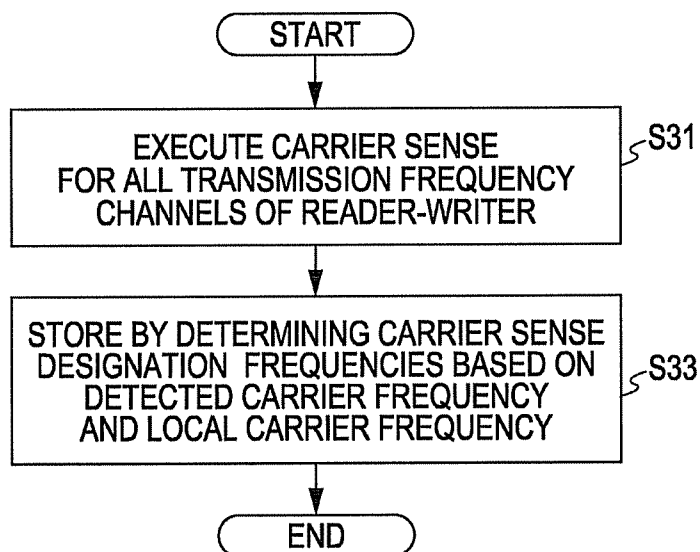 START
EXECUTE CARRIER SENSE
FOR ALL TRANSMISSION FREQUENCY
CHANNELS OF READER-WRITER
S31
STORE BY DETERMINING CARRIER SENSE
DESIGNATION FREQUENCIES BASED ON
DETECTED CARRIER FREQUENCY
AND LOCAL CARRIER FREQUENCY
S33
END